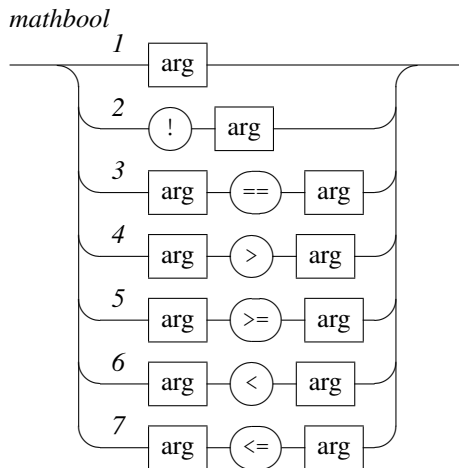 mathbool
1 arg
2 ! arg
3 arg == arg
4 arg > arg
5 arg >= arg
6 arg < arg
7 arg <= arg